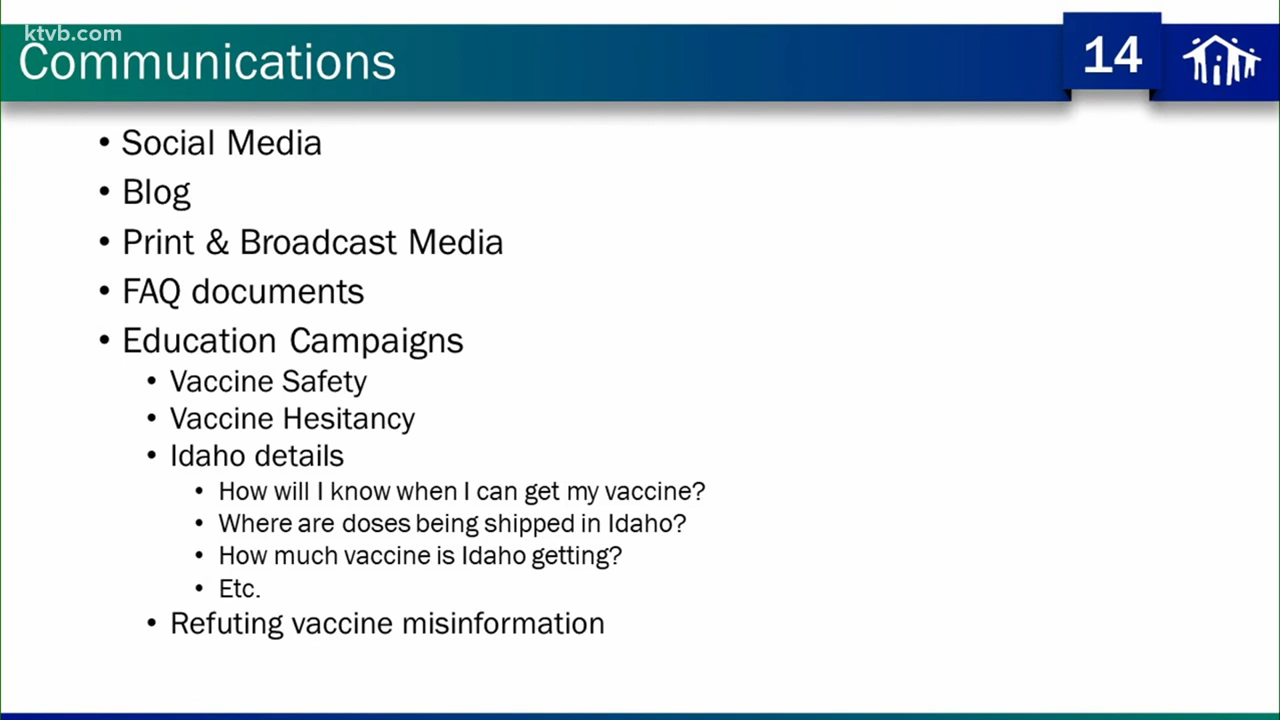 ktvb.com
Communications
14
• Social Media
• Blog
• Print & Broadcast Media
• FAQ documents
• Education Campaigns
• Vaccine Safety
• Vaccine Hesitancy
• Idaho details
• How will I know when I can get my vaccine?
• Where are doses being shipped in Idaho?
• How much vaccine is Idaho getting?
• Etc.
• Refuting vaccine misinformation